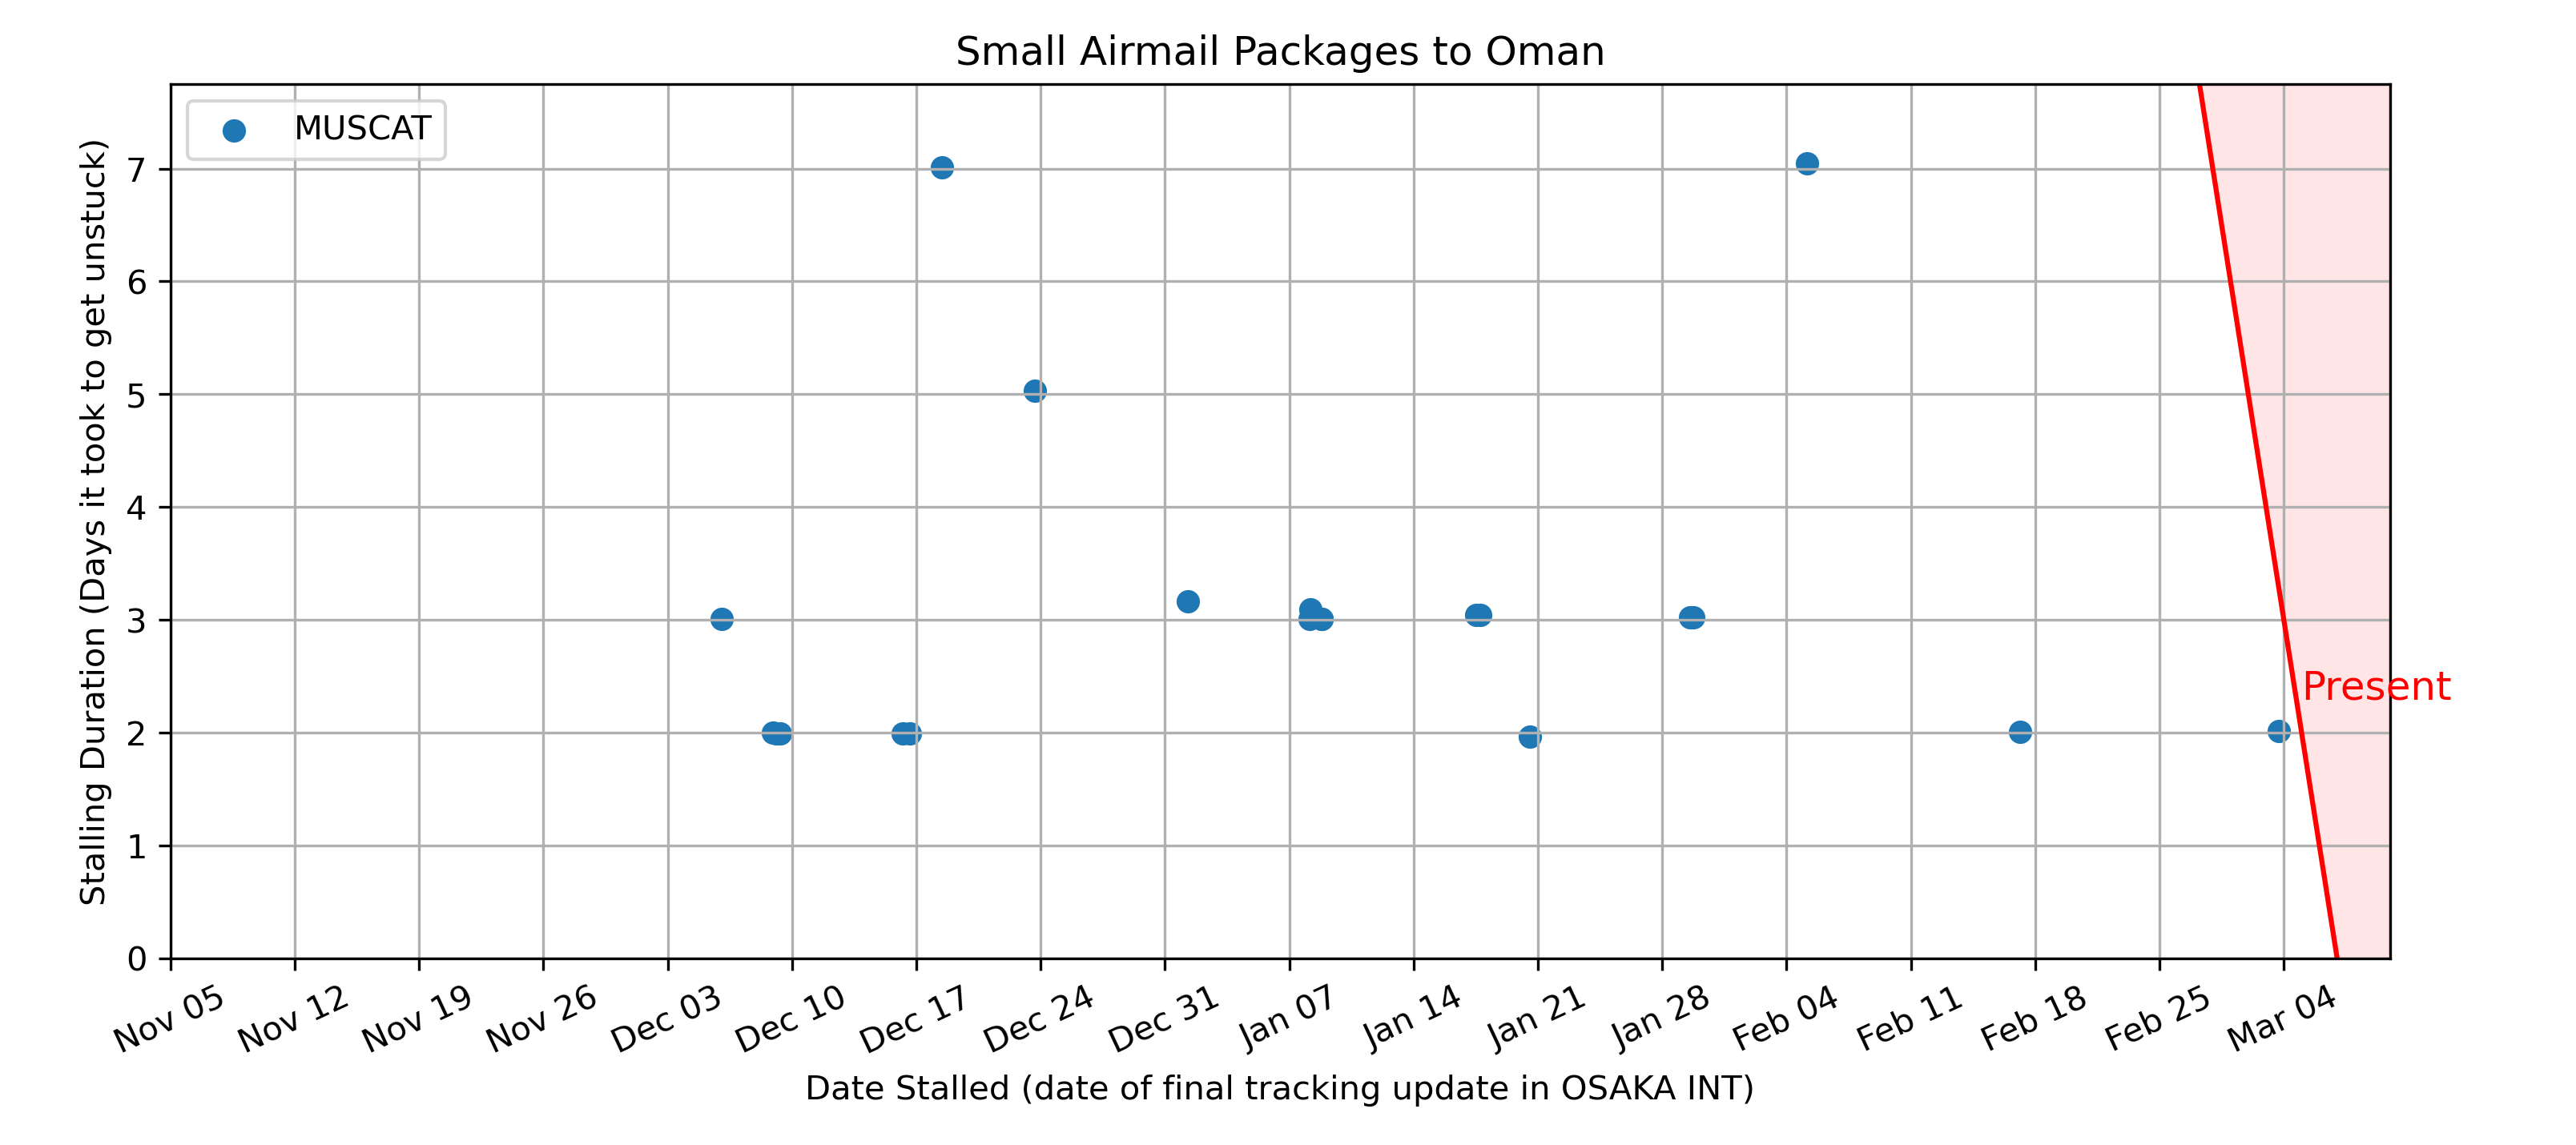 Small Airmail Packages to Oman
MUSCAT
Stalling Duration (Days it took to get unstuck)
7
6
5
4
3
2
1
0
Present
Nov 05
Nov 12
Nov 19
Nov 26
Dec 03
Dec 10
Dec 17
Dec 24
Dec 31
Jan 07
Jan 14
Jan 21
Jan 28
Feb 04
Feb 11
Feb 18
Feb 25
Mar 04
Date Stalled (date of final tracking update in OSAKA INT)